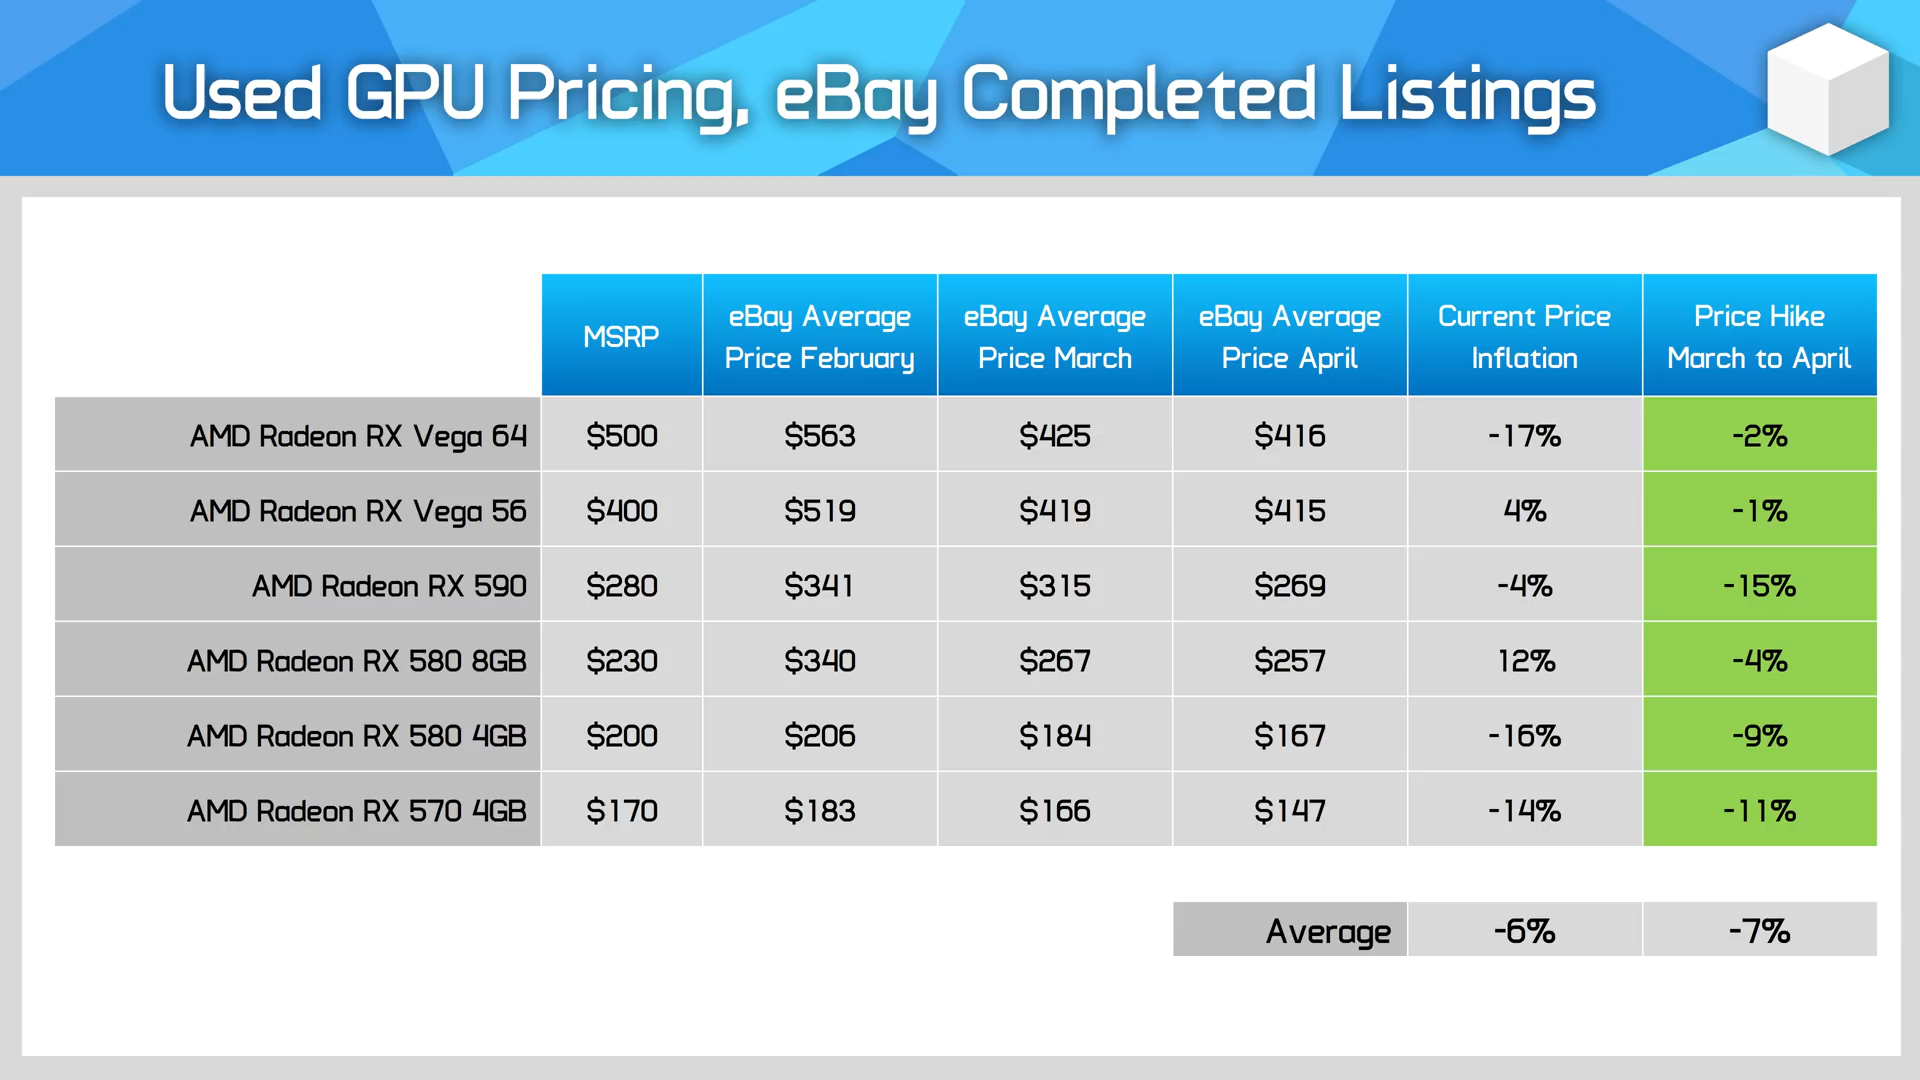 Used GPU Pricing, eBay Completed Listings
MSRP
eBay Average
Price February
eBay Average
Price March
eBay Average
Price April
Current Price
Inflation
Price Hike
March to April
AMD Radeon RX Vega 64 $500 $563 $425 $416 -17% -2%
AMD Radeon RX Vega 56 $400 $519 $419 $415 4% -1%
AMD Radeon RX 590 $280 $341 $315 $269 -4% -15%
AMD Radeon RX 580 8GB $230 $340 $267 $257 12% -4%
AMD Radeon RX 580 4GB $200 $206 $184 $167 -16% -9%
AMD Radeon RX 570 4GB $170 $183 $166 $147 -14% -11%
Average -6% -7%